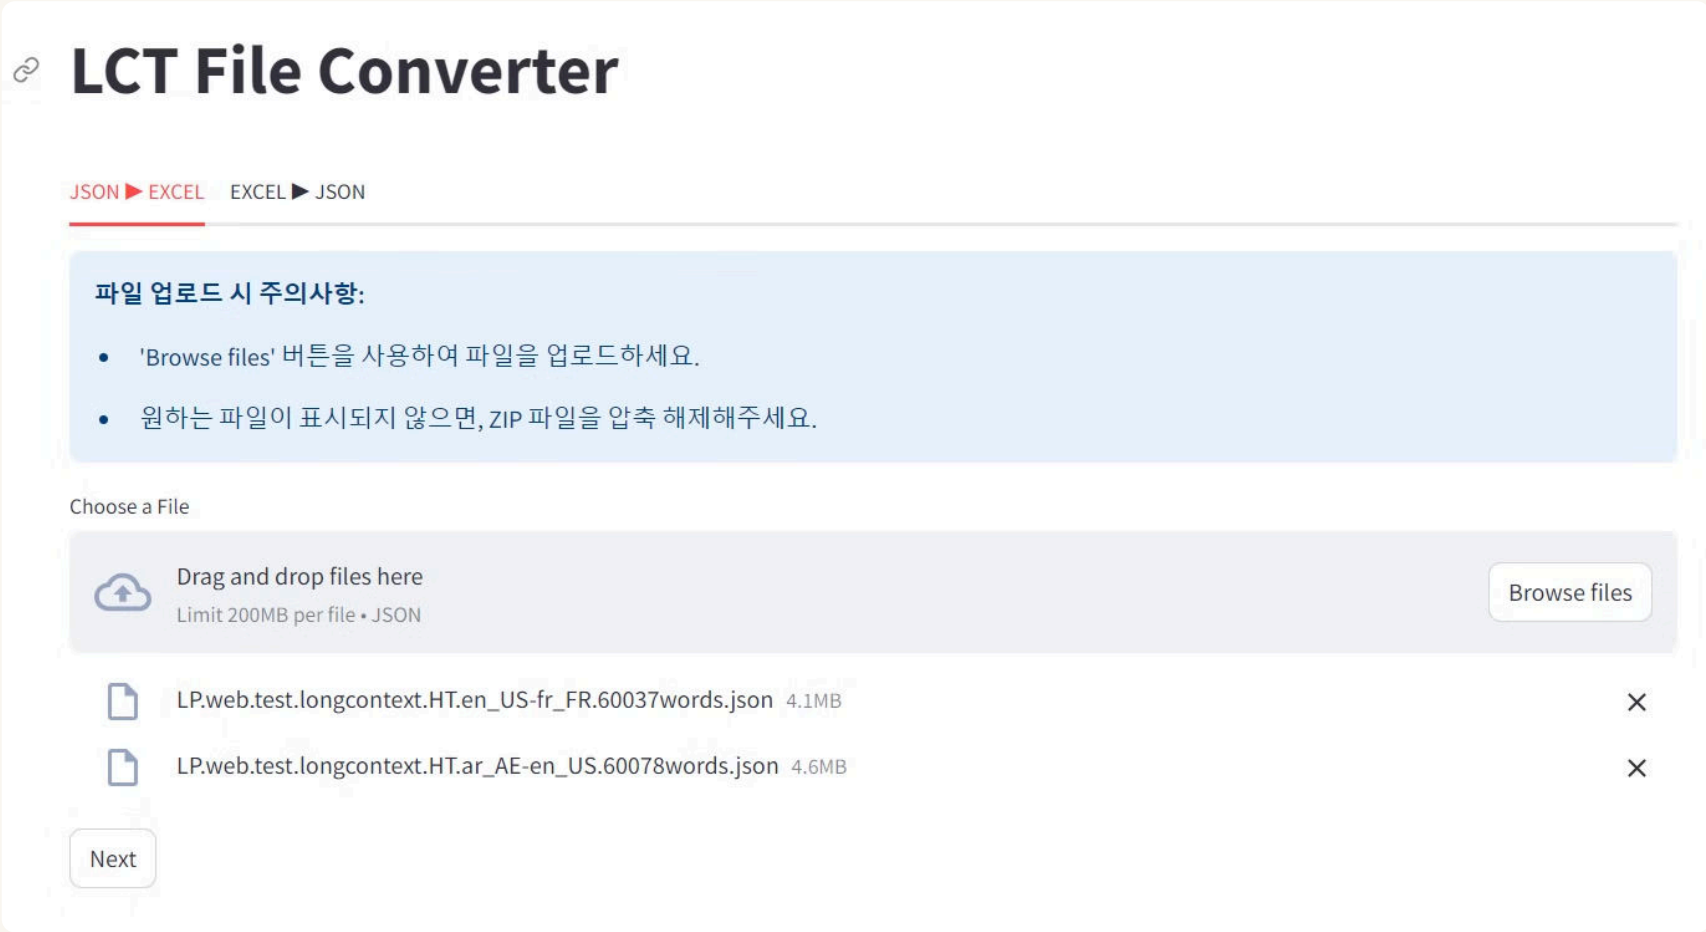 LCT File Converter
JSON ▶ EXCEL EXCEL ▶ JSON
파일 업로드 시 주의사항:
• 'Browse files' 버튼을 사용하여 파일을 업로드하세요.
• 원하는 파일이 표시되지 않으면, ZIP 파일을 압축 해제해주세요.
Choose a File
Drag and drop files here
Limit 200MB per file • JSON
Browse files
LP.web.test.longcontext.HT.en_US-fr_FR.60037words.json 4.1MB
LP.web.test.longcontext.HT.ar_AE-en_US.60078words.json 4.6MB
Next